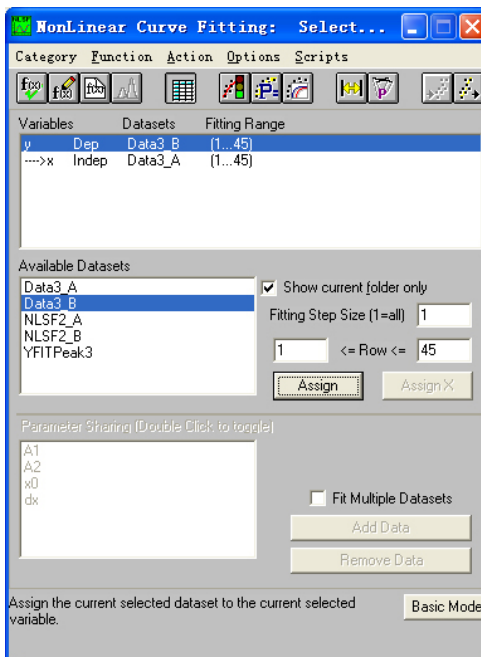 NonLinear Curve Fitting: Select...
Category Function Action Options Scripts
Variables Datasets Fitting Range
y Dep Data3_B (1...45)
---->x Indep Data3_A (1...45)
Available Datasets
Data3_A
Data3_B
NLSF2_A
NLSF2_B
YFITPeak3
Show current folder only
Fitting Step Size (1=all) 1
1 <= Row <= 45
Assign Assign X
Parameter Sharing (Double Click to toggle)
A1
A2
x0
dx
Fit Multiple Datasets
Add Data
Remove Data
Assign the current selected dataset to the current selected
variable.
Basic Mode